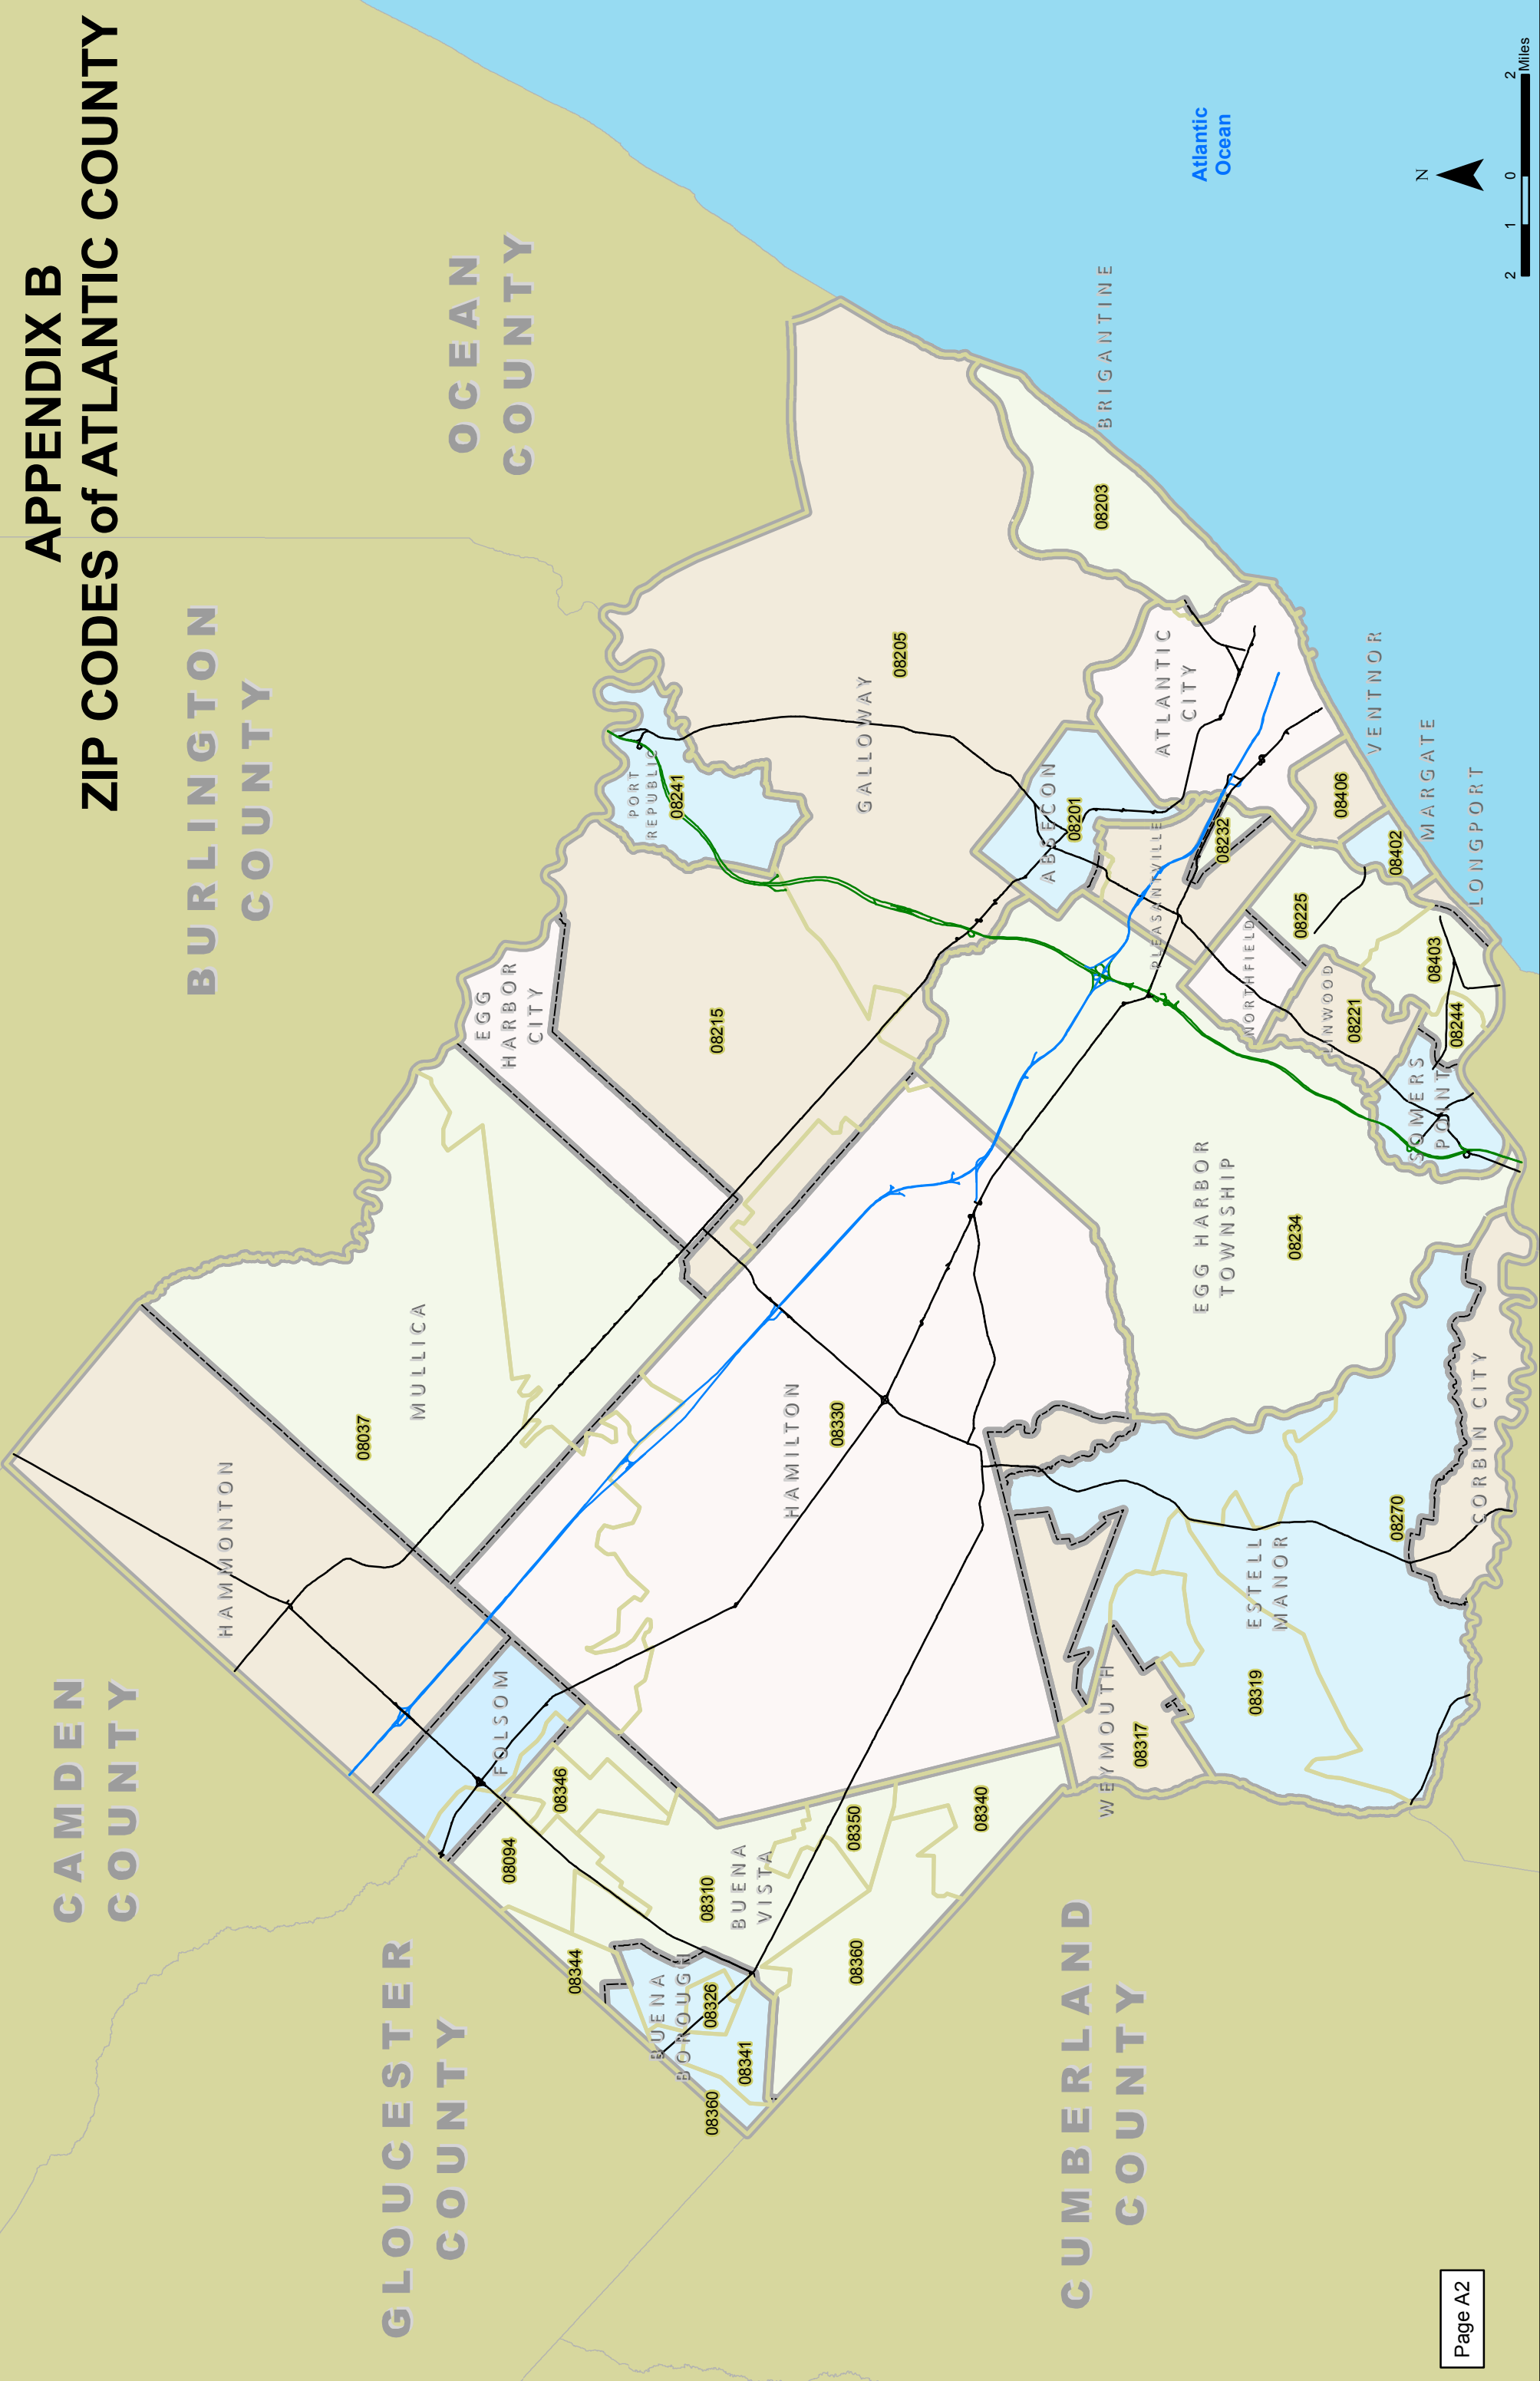 APPENDIX B
ZIP CODES of ATLANTIC COUNTY
CAMDEN
COUNTY
BURLINGTON
COUNTY
OCEAN
COUNTY
GLOUCESTER
COUNTY
CUMBERLAND
COUNTY
HAMMONTON
08037
MULLICA
EGG
HARBOR
CITY
08215
PORT
REPUBLIC
08241
GALLOWAY
08205
FOLSOM
08346
08094
08344
08310
BUENA
VISTA
BUENA
BOROUGH
08326
08341
08360
08360
08350
08340
HAMILTON
08330
ABSECON
08201
BRIGANTINE
08203
ATLANTIC
CITY
PLEASANTVILLE
08232
NORTHFIELD
08225
VENTNOR
08406
MARGATE
08402
LONGPORT
08403
LINWOOD
08221
08244
SOMERS
POINT
EGG HARBOR
TOWNSHIP
08234
WEYMOUTH
08317
ESTELL
MANOR
08319
08270
CORBIN CITY
Atlantic
Ocean
N
2 1 0 2
Miles
Page A2